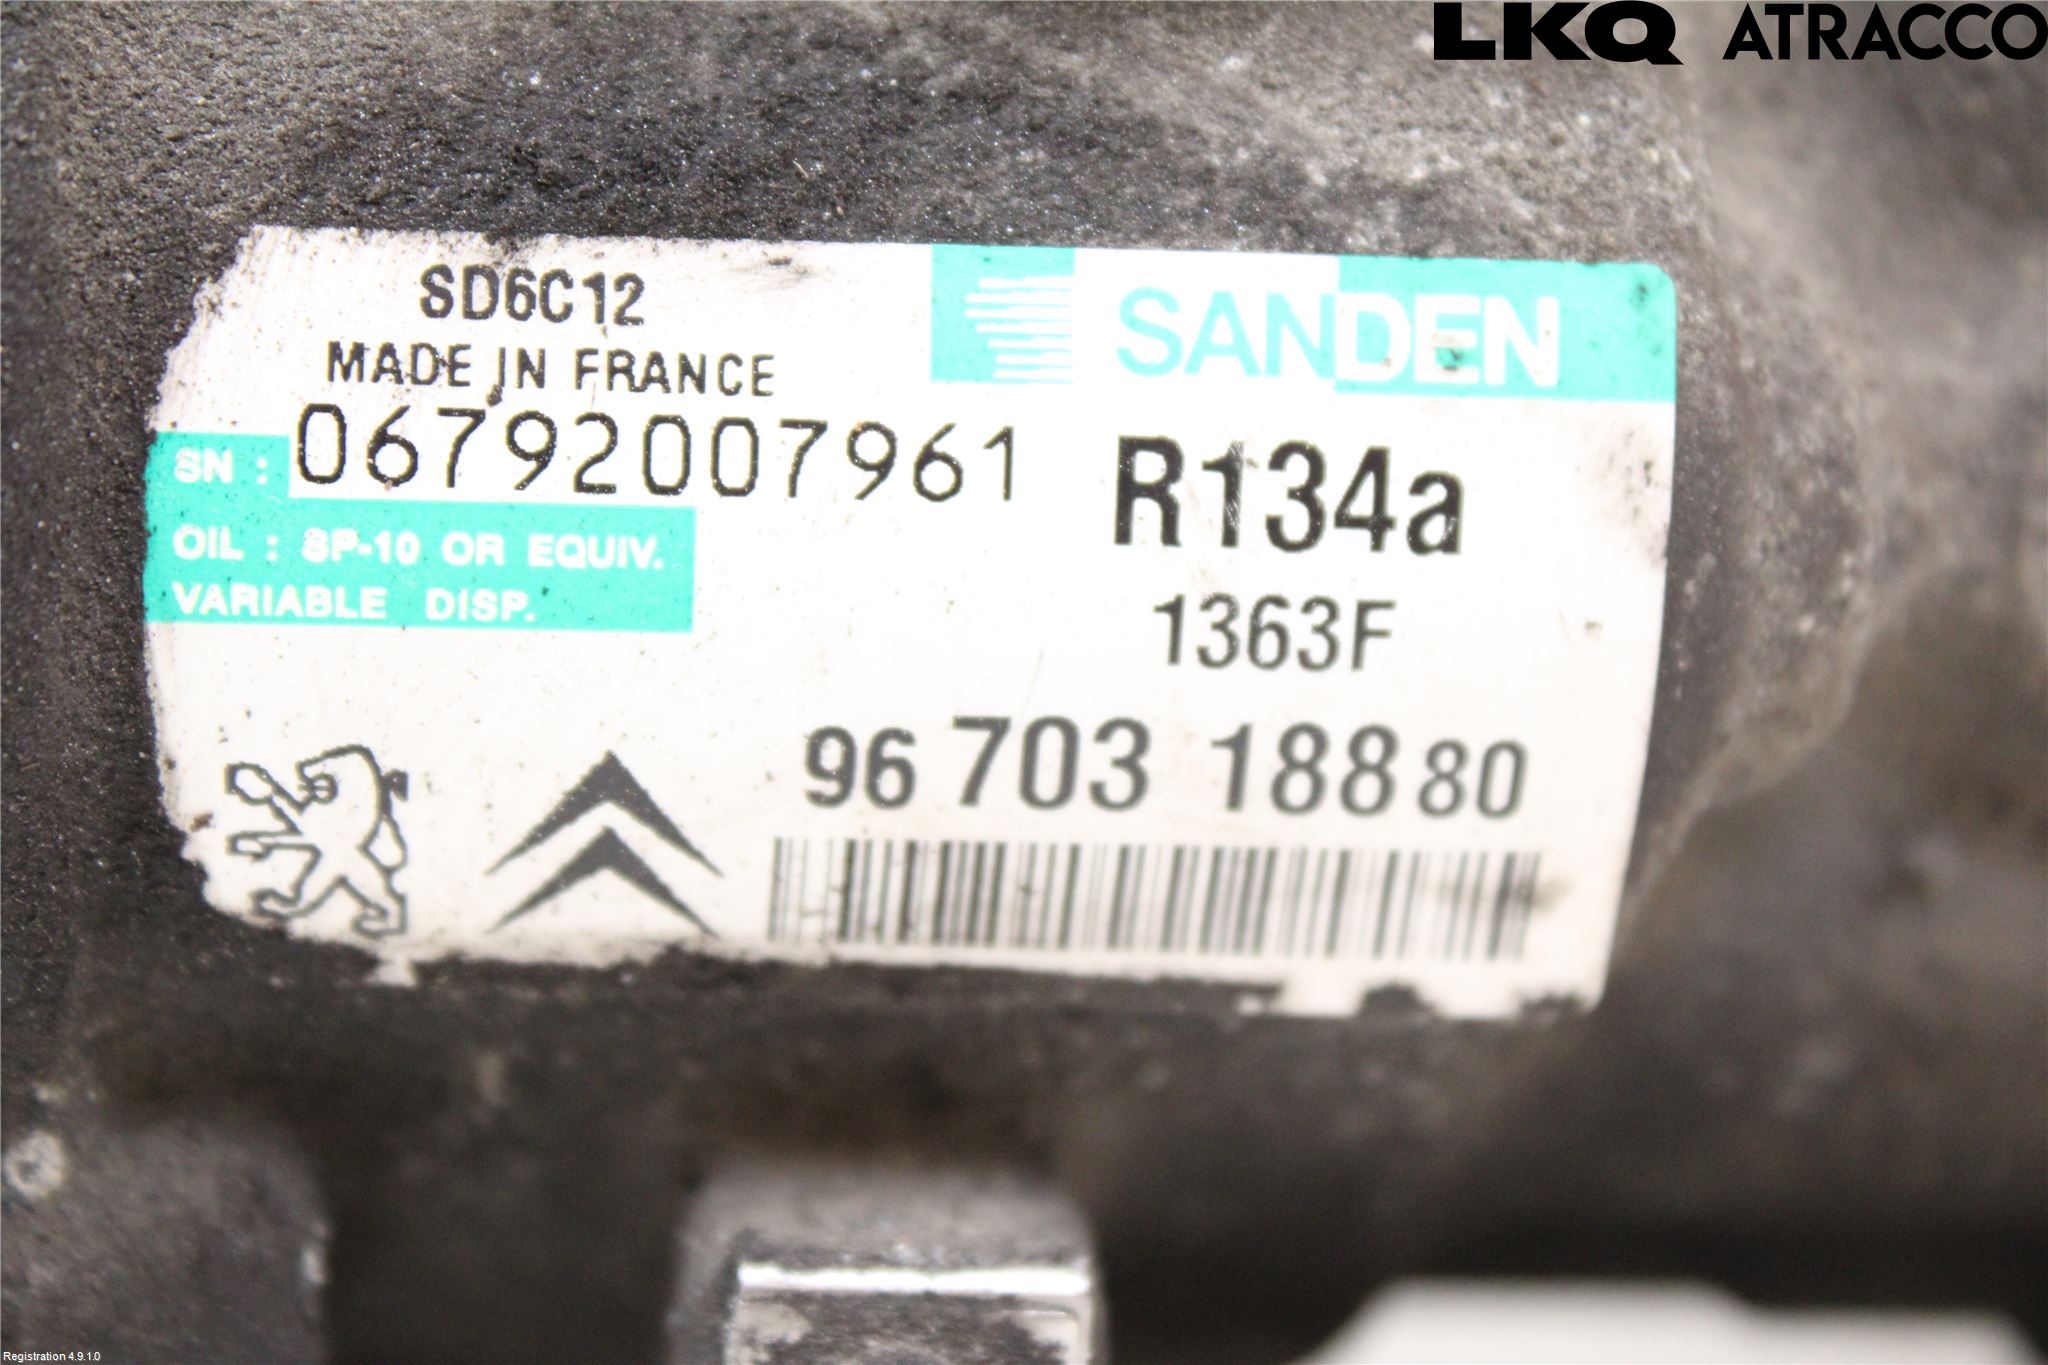 LKQ ATRACCO
SD6C12
MADE IN FRANCE
SANDEN
SN : 06792007961
R134a
OIL : SP-10 OR EQUIV.
VARIABLE DISP.
1363F
96 703 188 80
Registration 4.9.1.0